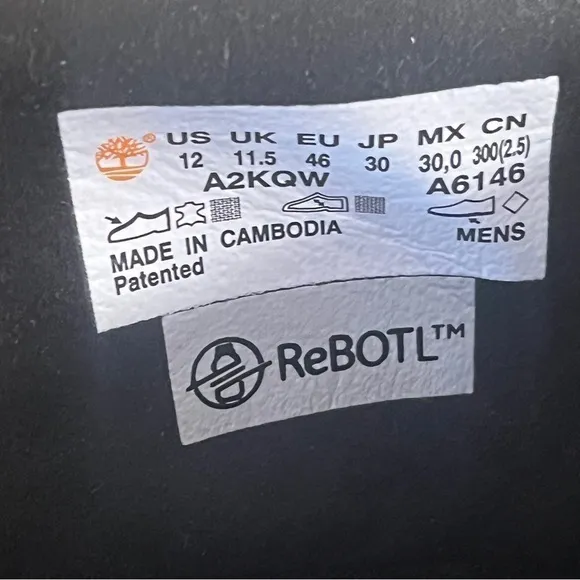 ® US UK EU JP MX CN
12 11.5 46 30 30,0 300(2.5)
A2KQW A6146
MADE IN CAMBODIA MENS
Patented
ReBOTL™